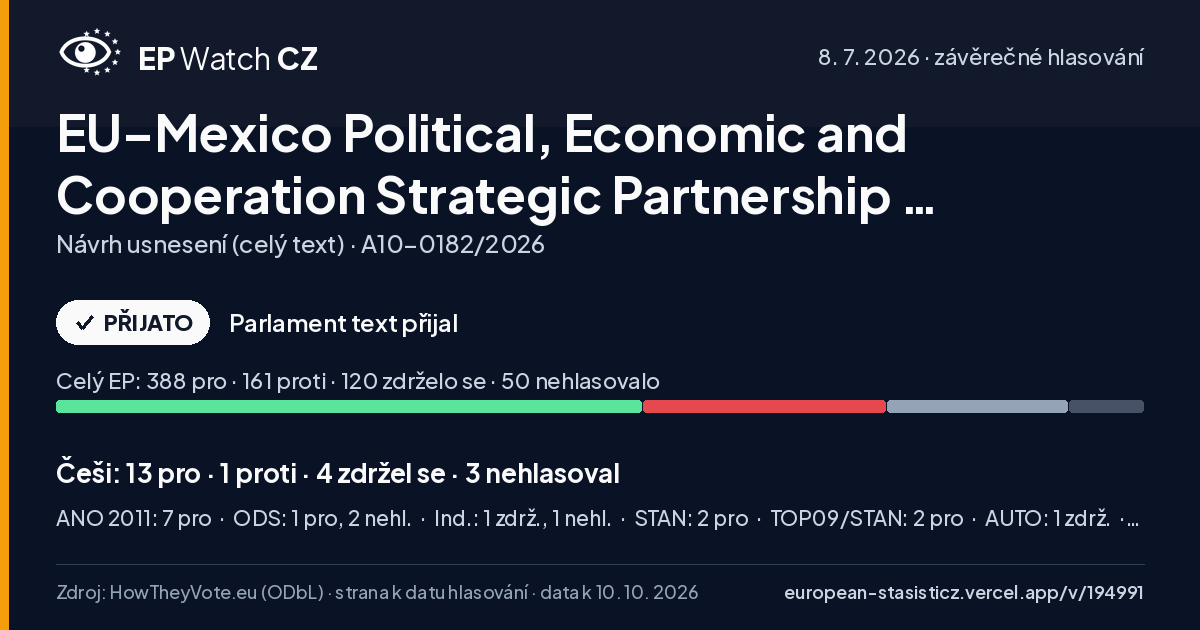 EP Watch CZ
8. 7. 2026 · závěrečné hlasování
EU–Mexico Political, Economic and
Cooperation Strategic Partnership …
Návrh usnesení (celý text) · A10–0182/2026
✓ PŘIJATO
Parlament text přijal
Celý EP: 388 pro · 161 proti · 120 zdrželo se · 50 nehlasovalo
Češi: 13 pro · 1 proti · 4 zdržel se · 3 nehlasoval
ANO 2011: 7 pro · ODS: 1 pro, 2 nehl. · Ind.: 1 zdrž., 1 nehl. · STAN: 2 pro · TOP09/STAN: 2 pro · AUTO: 1 zdrž. ·…
Zdroj: HowTheyVote.eu (ODbL) · strana k datu hlasování · data k 10. 10. 2026
european-stasisticz.vercel.app/v/194991